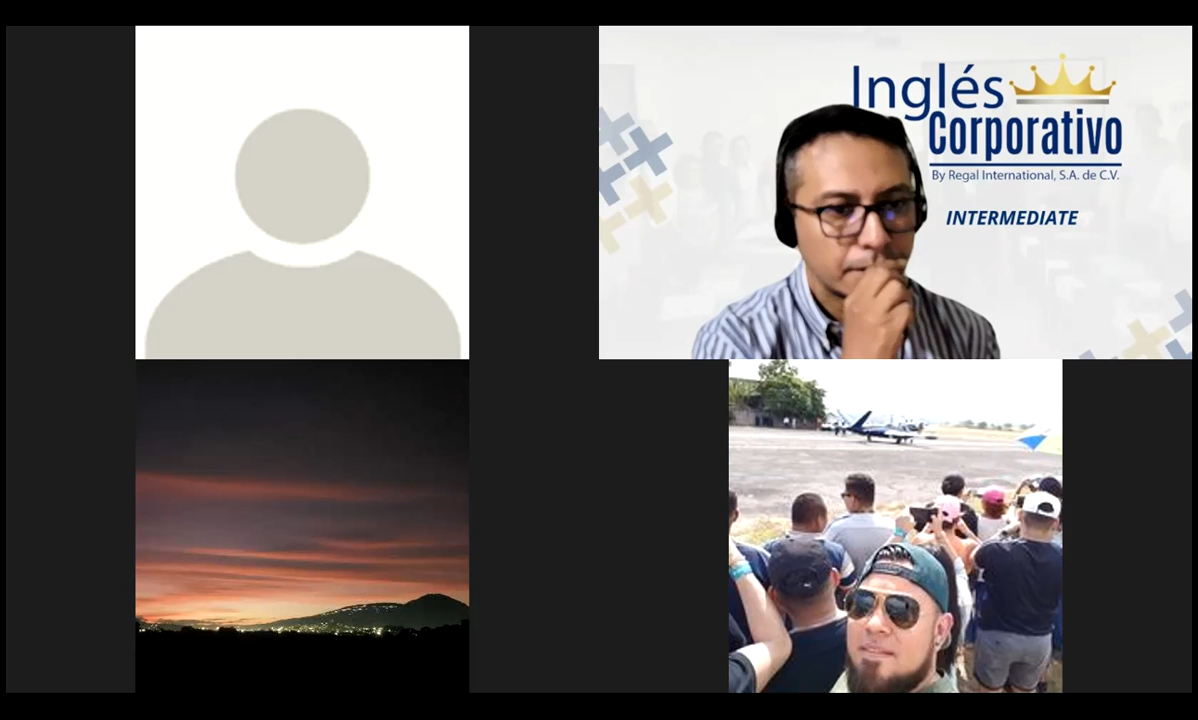 Inglés
Corporativo
By Regal International, S.A. de C.V.
INTERMEDIATE